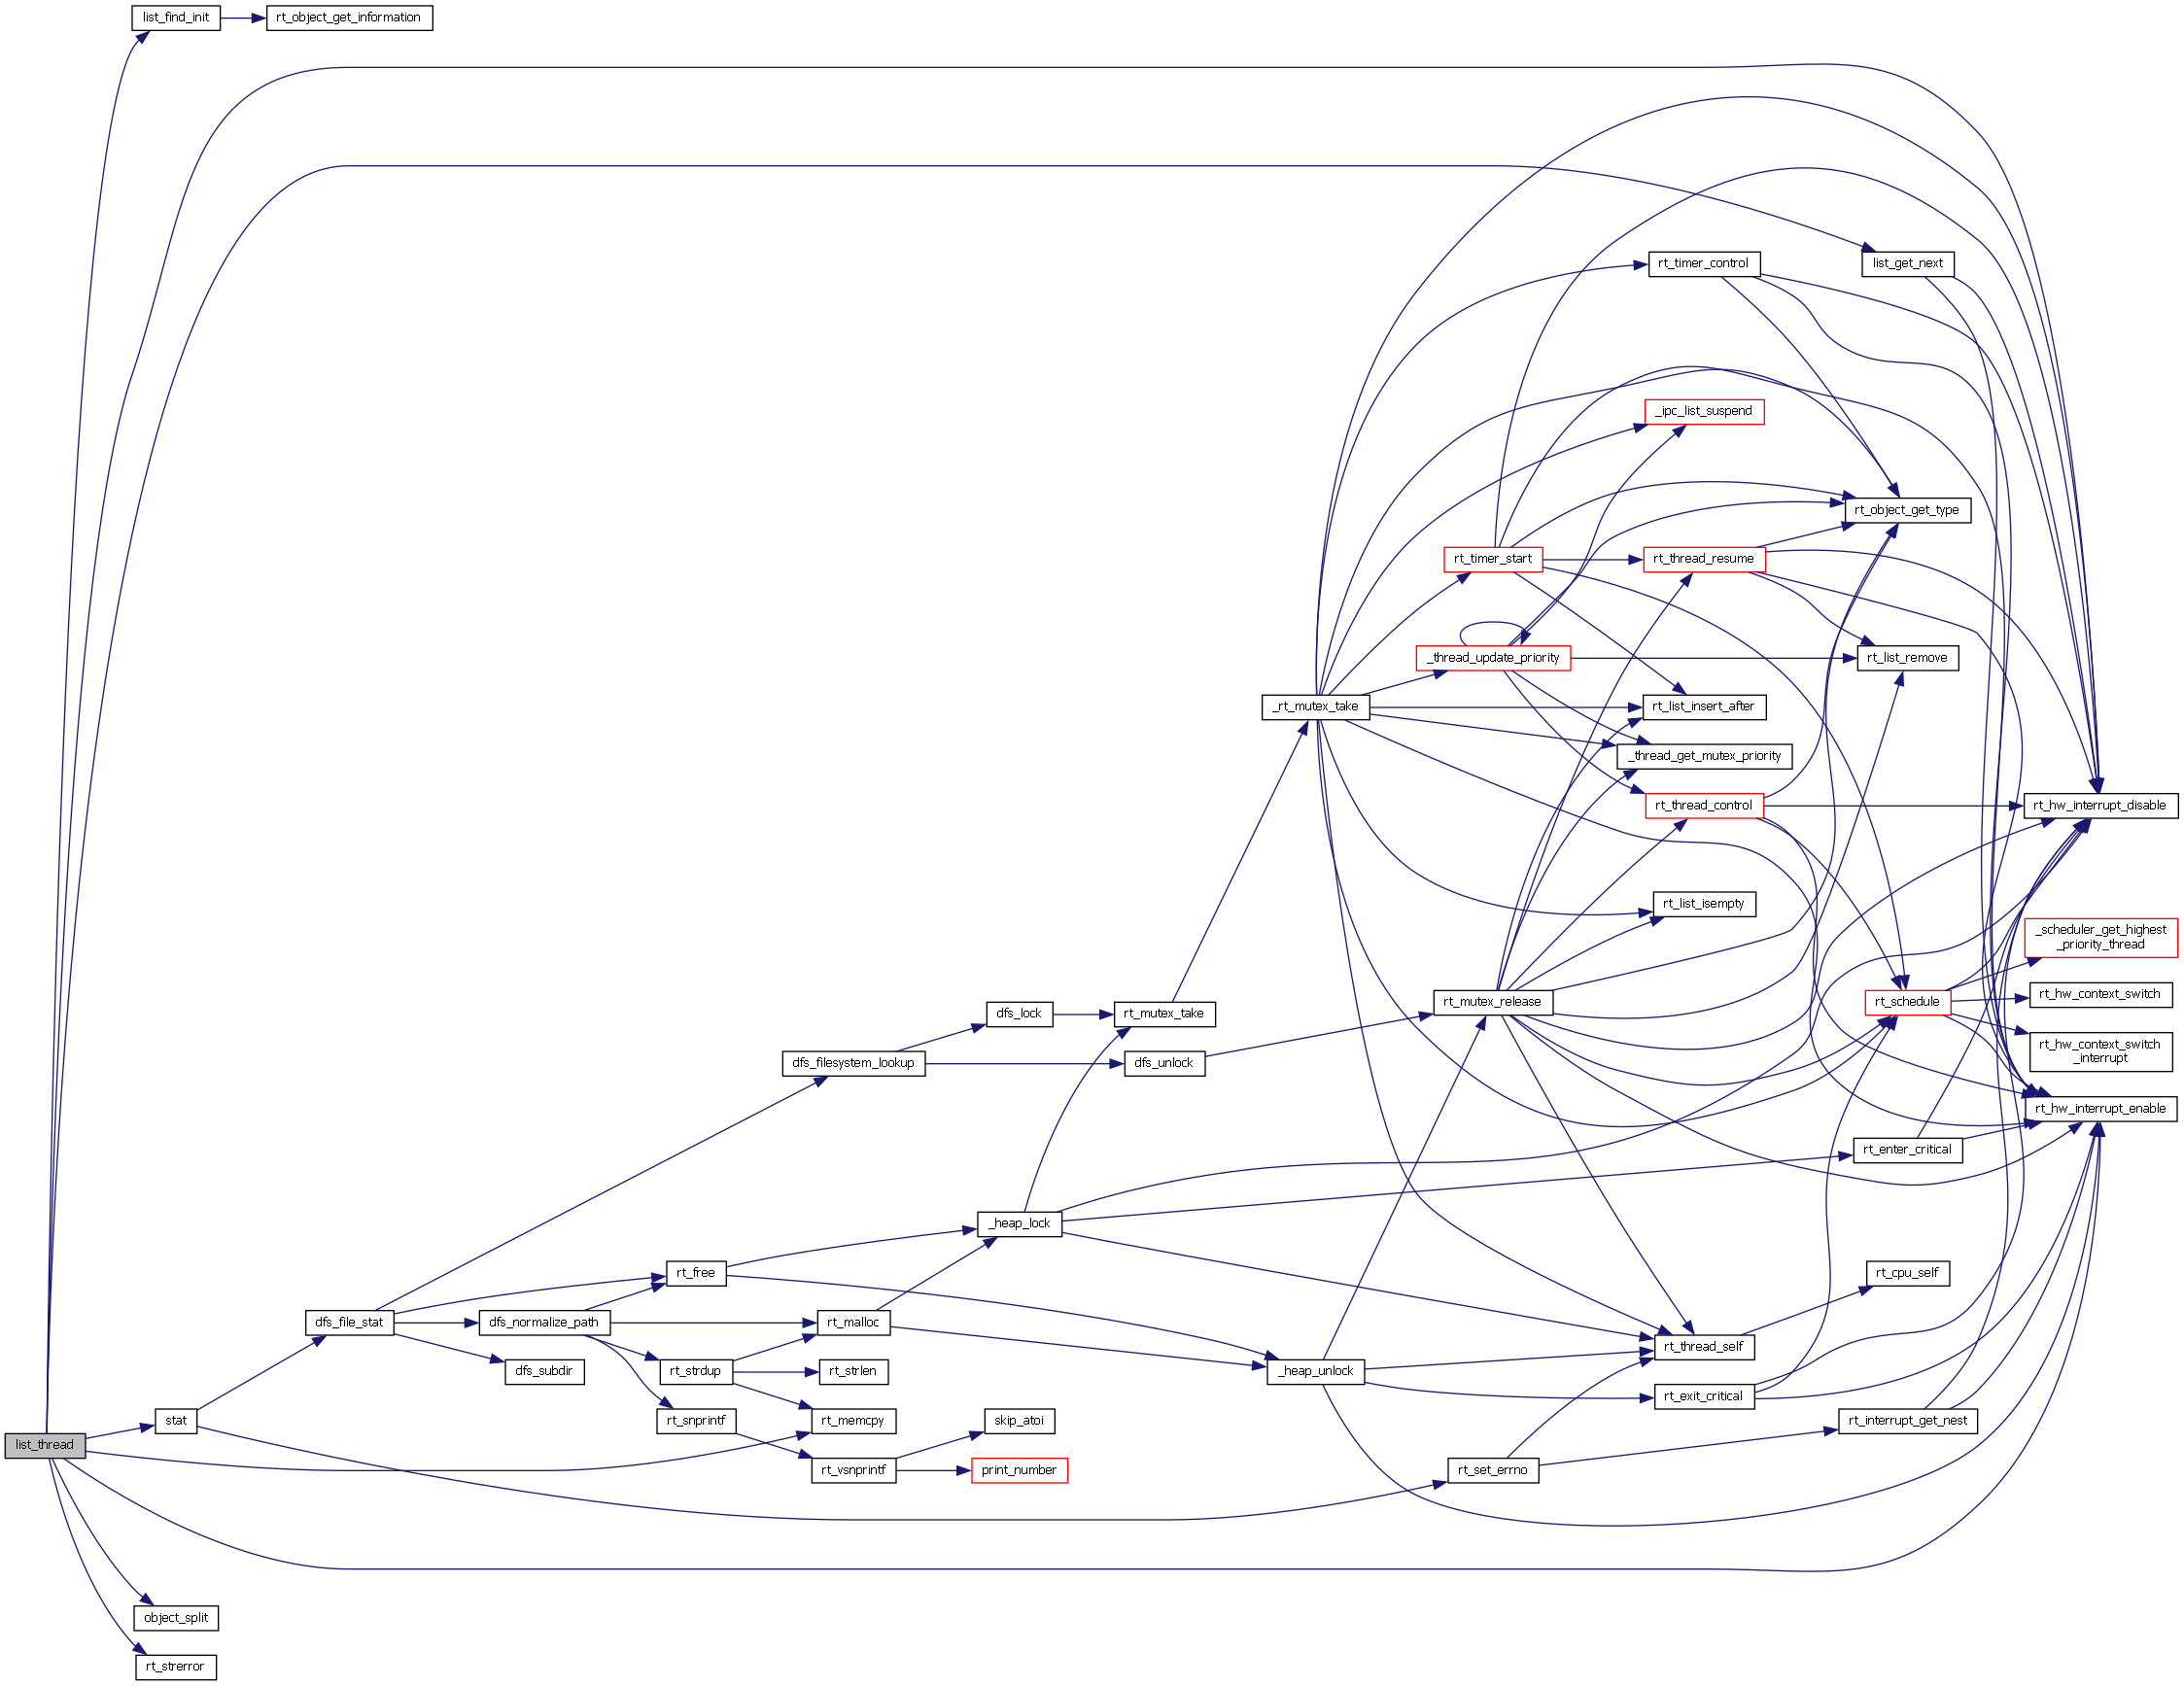 list_find_init
rt_object_get_information
rt_timer_control
list_get_next
_ipc_list_suspend
rt_object_get_type
rt_timer_start
rt_thread_resume
_thread_update_priority
rt_list_remove
_rt_mutex_take
rt_list_insert_after
_thread_get_mutex_priority
rt_thread_control
rt_hw_interrupt_disable
rt_list_isempty
_scheduler_get_highest
_priority_thread
rt_mutex_release
rt_schedule
rt_hw_context_switch
dfs_lock
rt_mutex_take
rt_hw_context_switch
_interrupt
dfs_filesystem_lookup
dfs_unlock
rt_hw_interrupt_enable
rt_enter_critical
_heap_lock
rt_free
rt_cpu_self
dfs_file_stat
dfs_normalize_path
rt_malloc
rt_thread_self
dfs_subdir
rt_strdup
rt_strlen
_heap_unlock
rt_exit_critical
stat
rt_snprintf
rt_memcpy
skip_atoi
rt_interrupt_get_nest
list_thread
rt_vsnprintf
print_number
rt_set_errno
object_split
rt_strerror